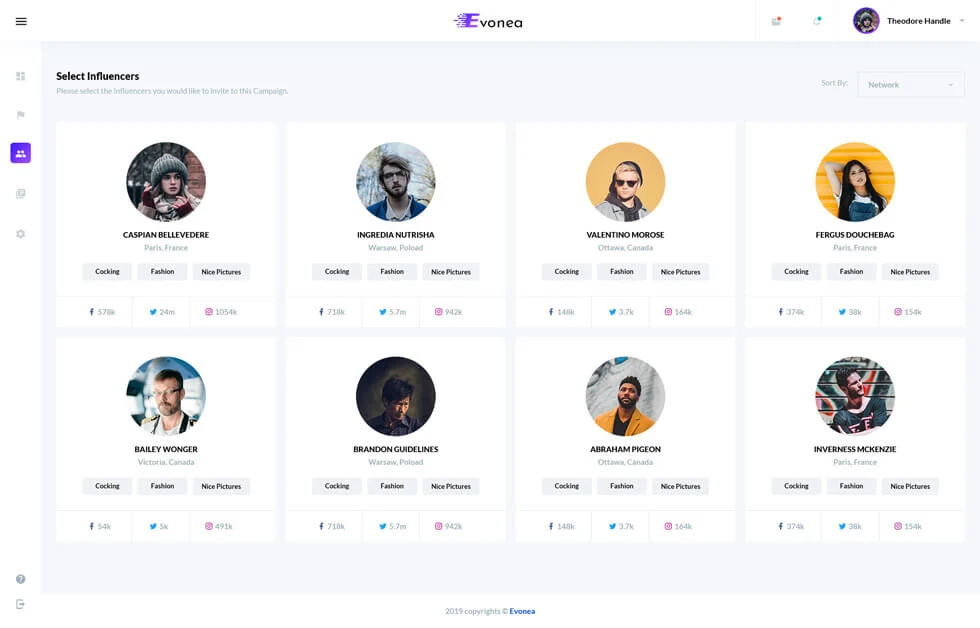 Evonea
Theodore Handle
Select Influencers
Please select the Influencers you would like to invite to this Campaign.
Sort By:
Network
CASPIAN BELLEVEDERE
Paris, France
Cocking Fashion Nice Pictures
578k 24m 1054k
INGREDIA NUTRISHA
Warsaw, Poload
Cocking Fashion Nice Pictures
718k 5.7m 942k
VALENTINO MOROSE
Ottawa, Canada
Cocking Fashion Nice Pictures
148k 3.7k 164k
FERGUS DOUCHEBAG
Paris, France
Cocking Fashion Nice Pictures
374k 38k 154k
BAILEY WONGER
Victoria, Canada
Cocking Fashion Nice Pictures
54k 5k 491k
BRANDON GUIDELINES
Warsaw, Poload
Cocking Fashion Nice Pictures
718k 5.7m 942k
ABRAHAM PIGEON
Ottawa, Canada
Cocking Fashion Nice Pictures
148k 3.7k 164k
INVERNESS MCKENZIE
Paris, France
Cocking Fashion Nice Pictures
374k 38k 154k
2019 copyrights © Evonea